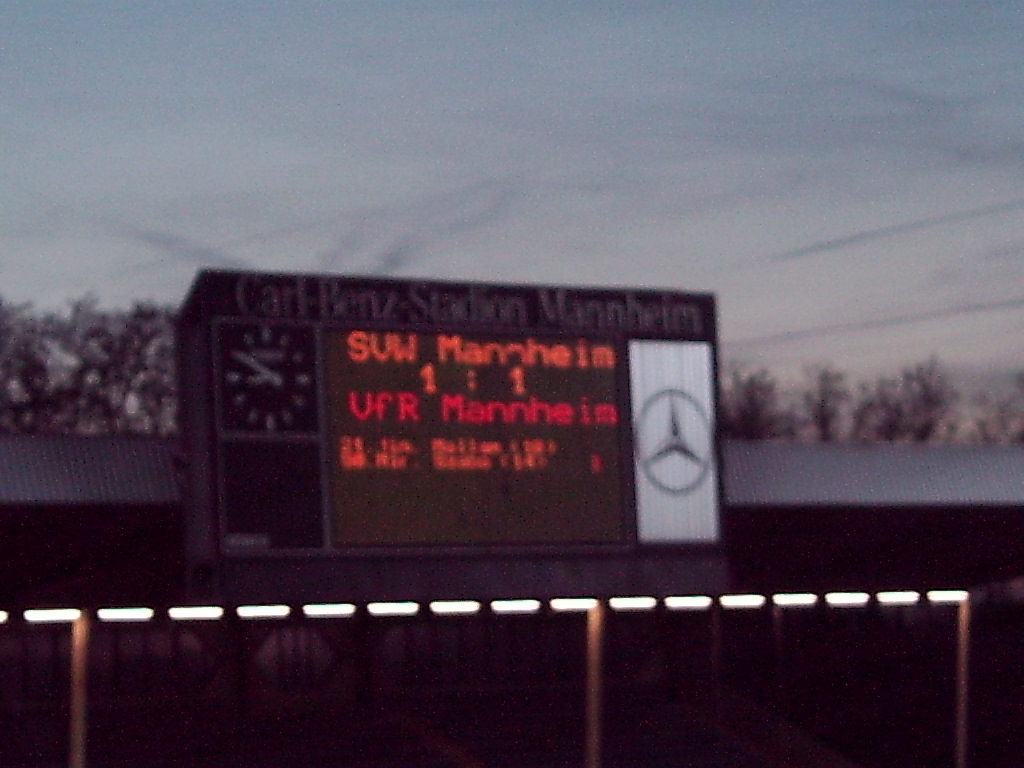 Carl-Benz-Stadion Mannheim
SVW Mannheim
1 : 1
VfR Mannheim